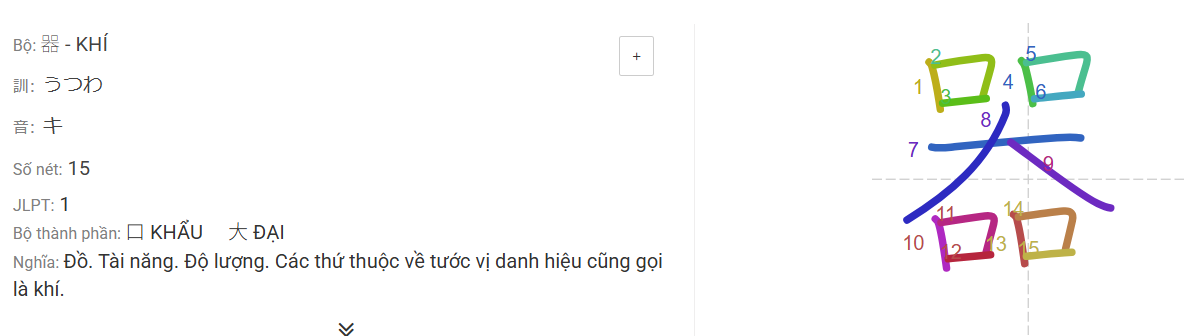 Bộ: 器 - KHÍ
+
訓: うつわ
音: キ
Số nét: 15
JLPT: 1
Bộ thành phần: 口 KHẨU 大 ĐẠI
Nghĩa: Đồ. Tài năng. Độ lượng. Các thứ thuộc về tước vị danh hiệu cũng gọi
là khí.
器
1
2
3
4
5
6
7
8
9
10
11
12
13
14
15